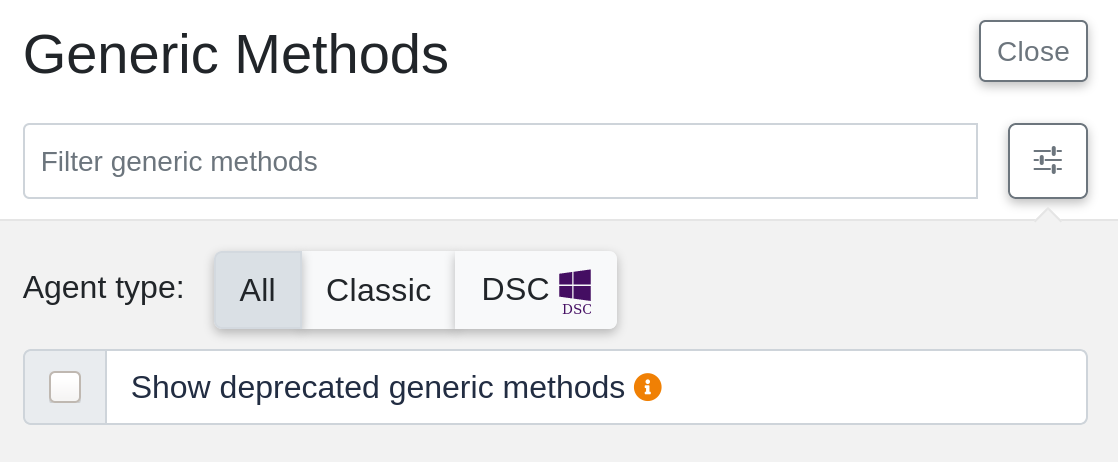 Generic Methods
Close
Filter generic methods
Agent type:
All
Classic
DSC
DSC
Show deprecated generic methods